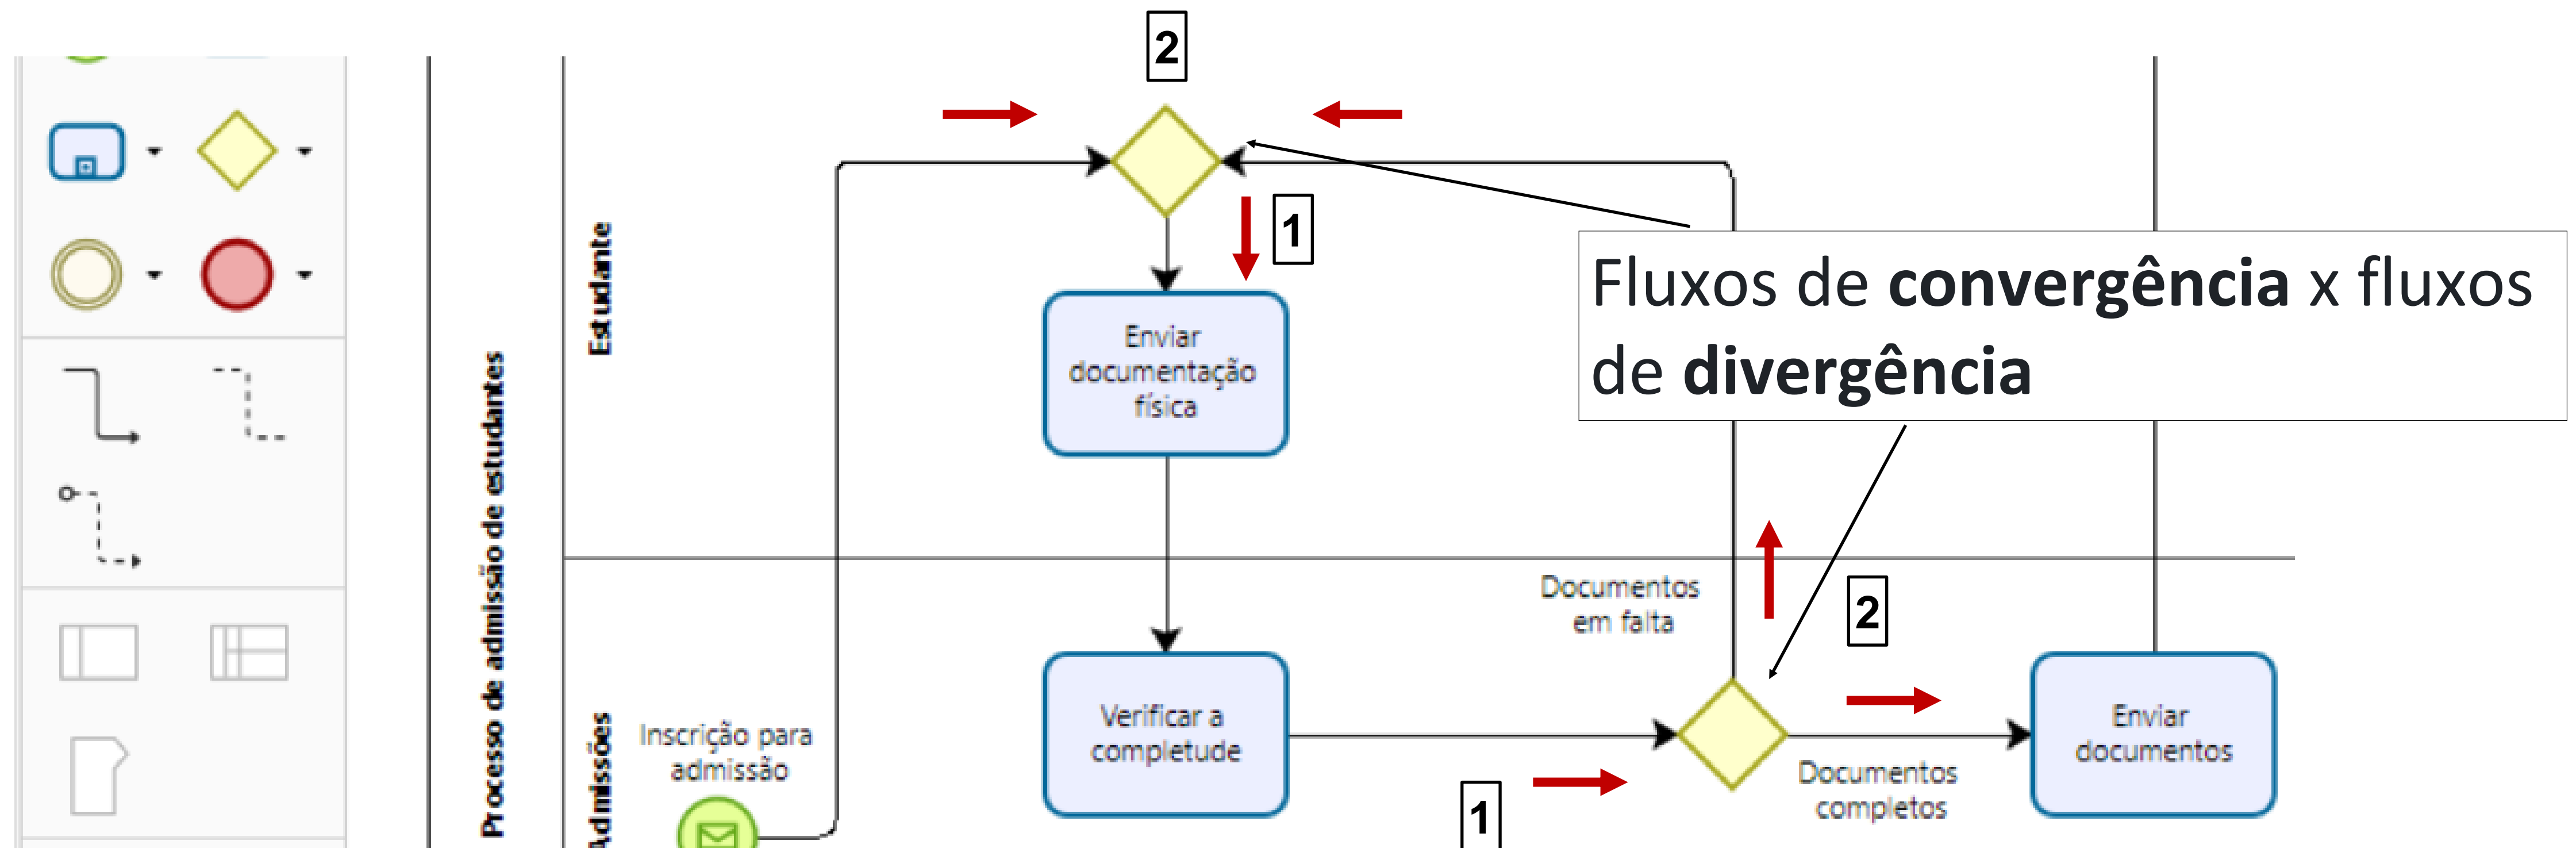 2
1
Fluxos de convergência x fluxos
de divergência
Estudante
Enviar
documentação
física
Processo de admissão de estudantes
Documentos
em falta
2
Admissões
Inscrição para
admissão
Verificar a
completude
1
Documentos
completos
Enviar
documentos